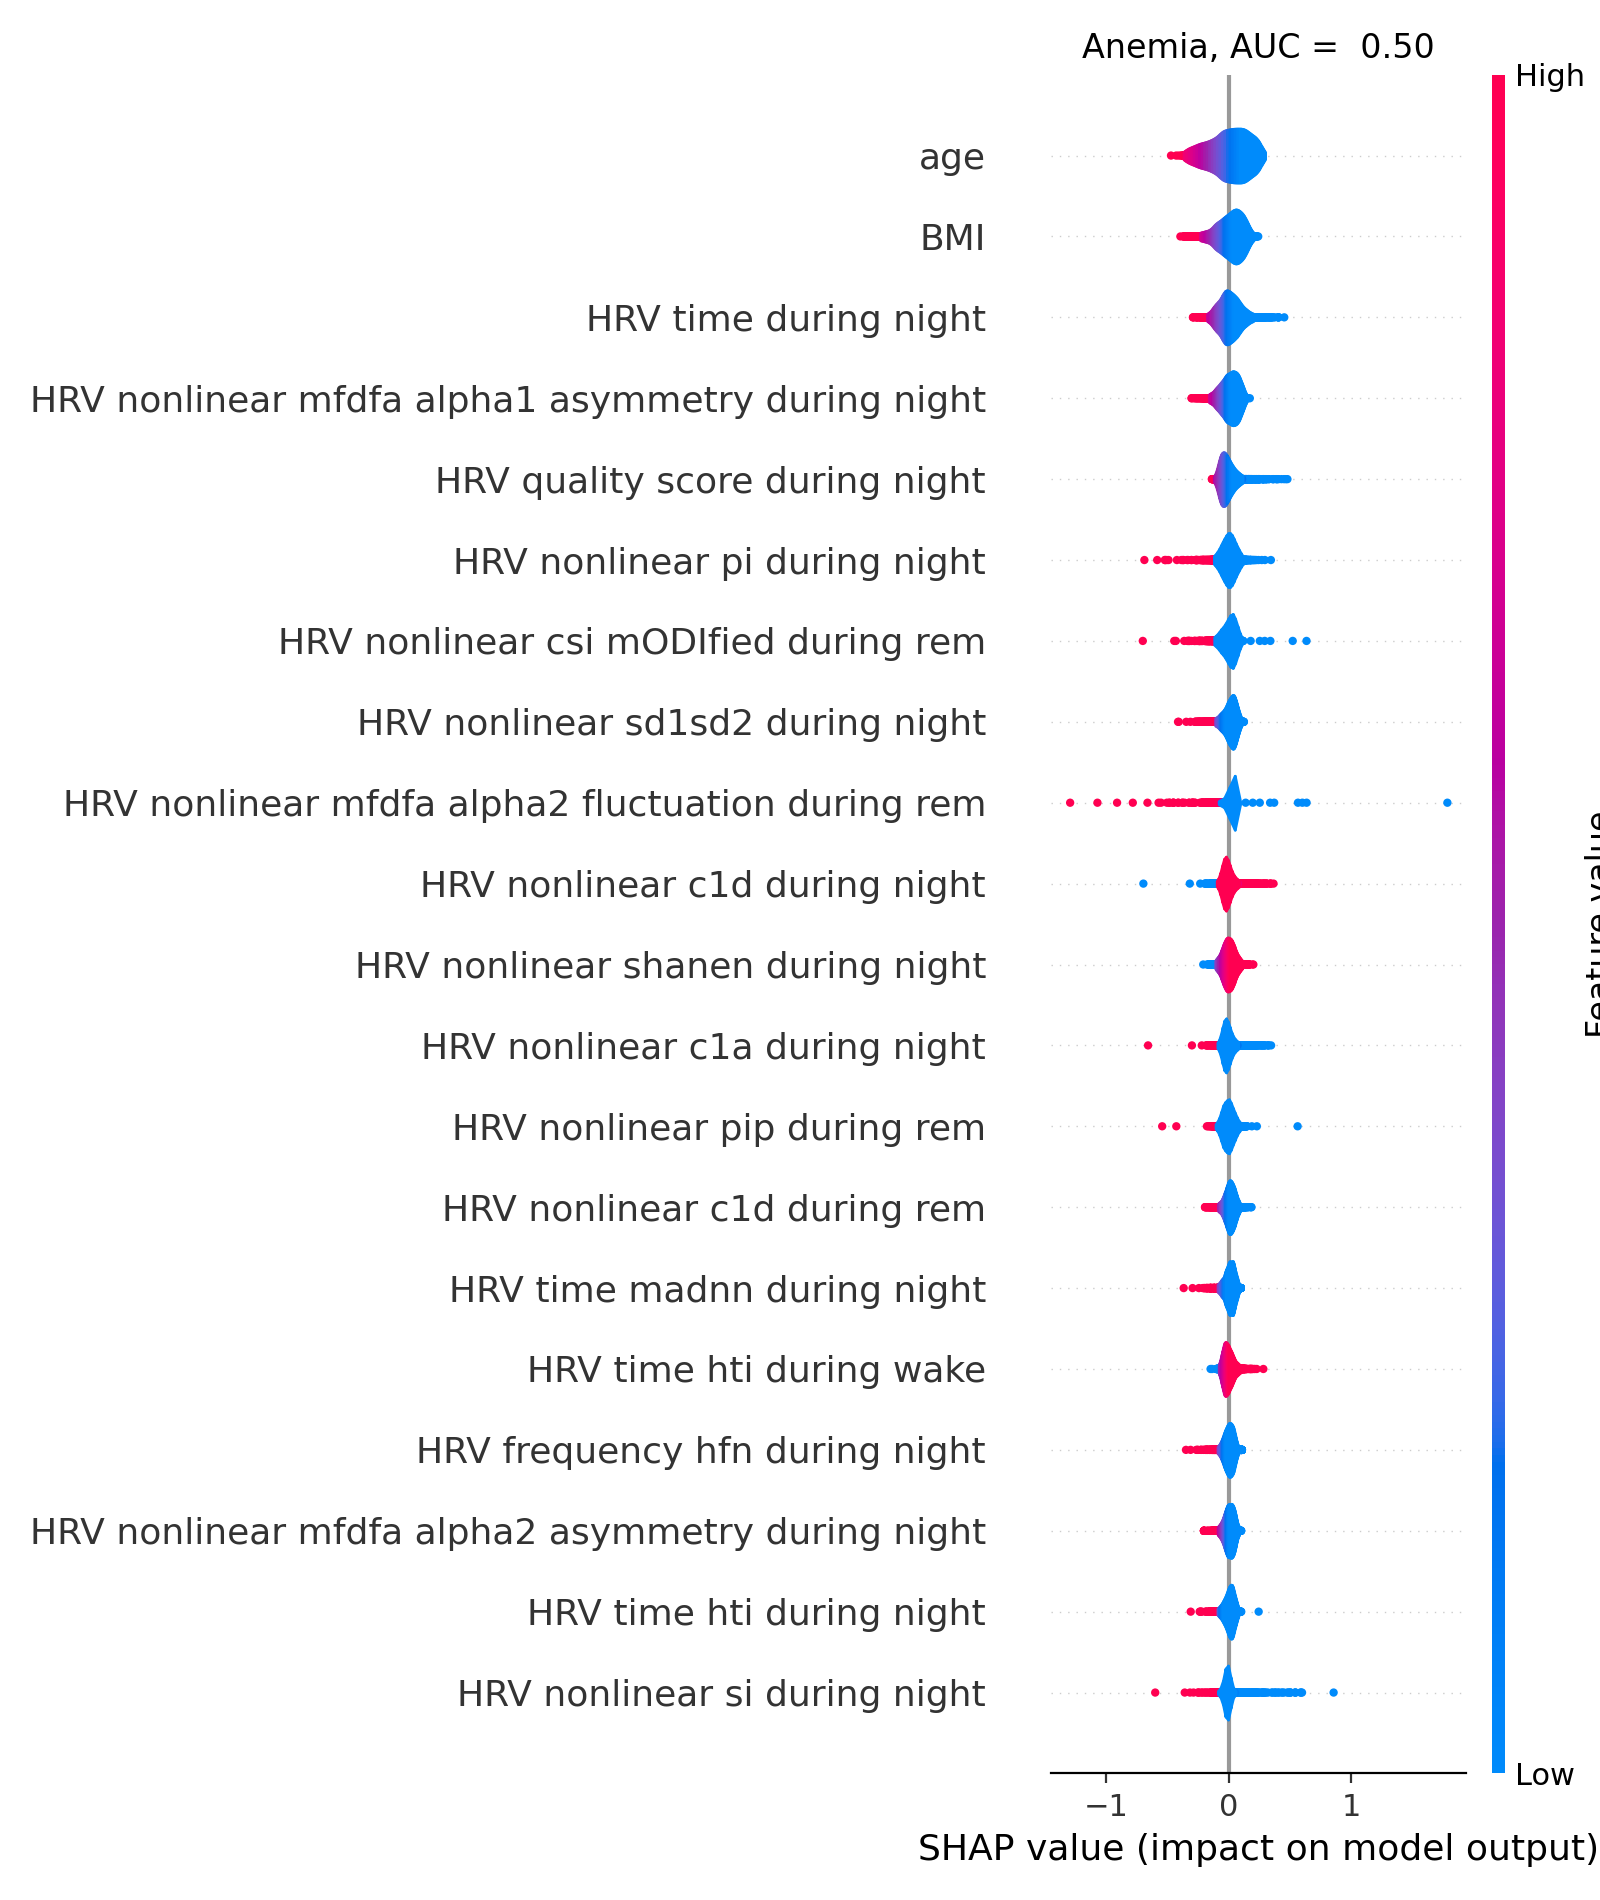 Anemia, AUC =  0.50
High
age
BMI
HRV time during night
HRV nonlinear mfdfa alpha1 asymmetry during night
HRV quality score during night
HRV nonlinear pi during night
HRV nonlinear csi mODIfied during rem
HRV nonlinear sd1sd2 during night
HRV nonlinear mfdfa alpha2 fluctuation during rem
HRV nonlinear c1d during night
HRV nonlinear shanen during night
HRV nonlinear c1a during night
HRV nonlinear pip during rem
HRV nonlinear c1d during rem
HRV time madnn during night
HRV time hti during wake
HRV frequency hfn during night
HRV nonlinear mfdfa alpha2 asymmetry during night
HRV time hti during night
HRV nonlinear si during night
Feature value
Low
−1 0 1
SHAP value (impact on model output)